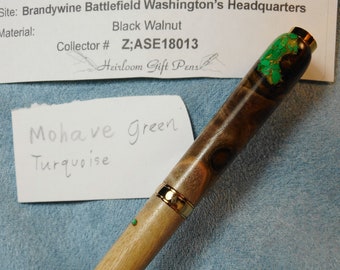 Site: Brandywine Battlefield Washington's Headquarters
Material: Black Walnut
Collector # Z;ASE18013
Heirloom Gift Pens
Mohave Green
Turquoise